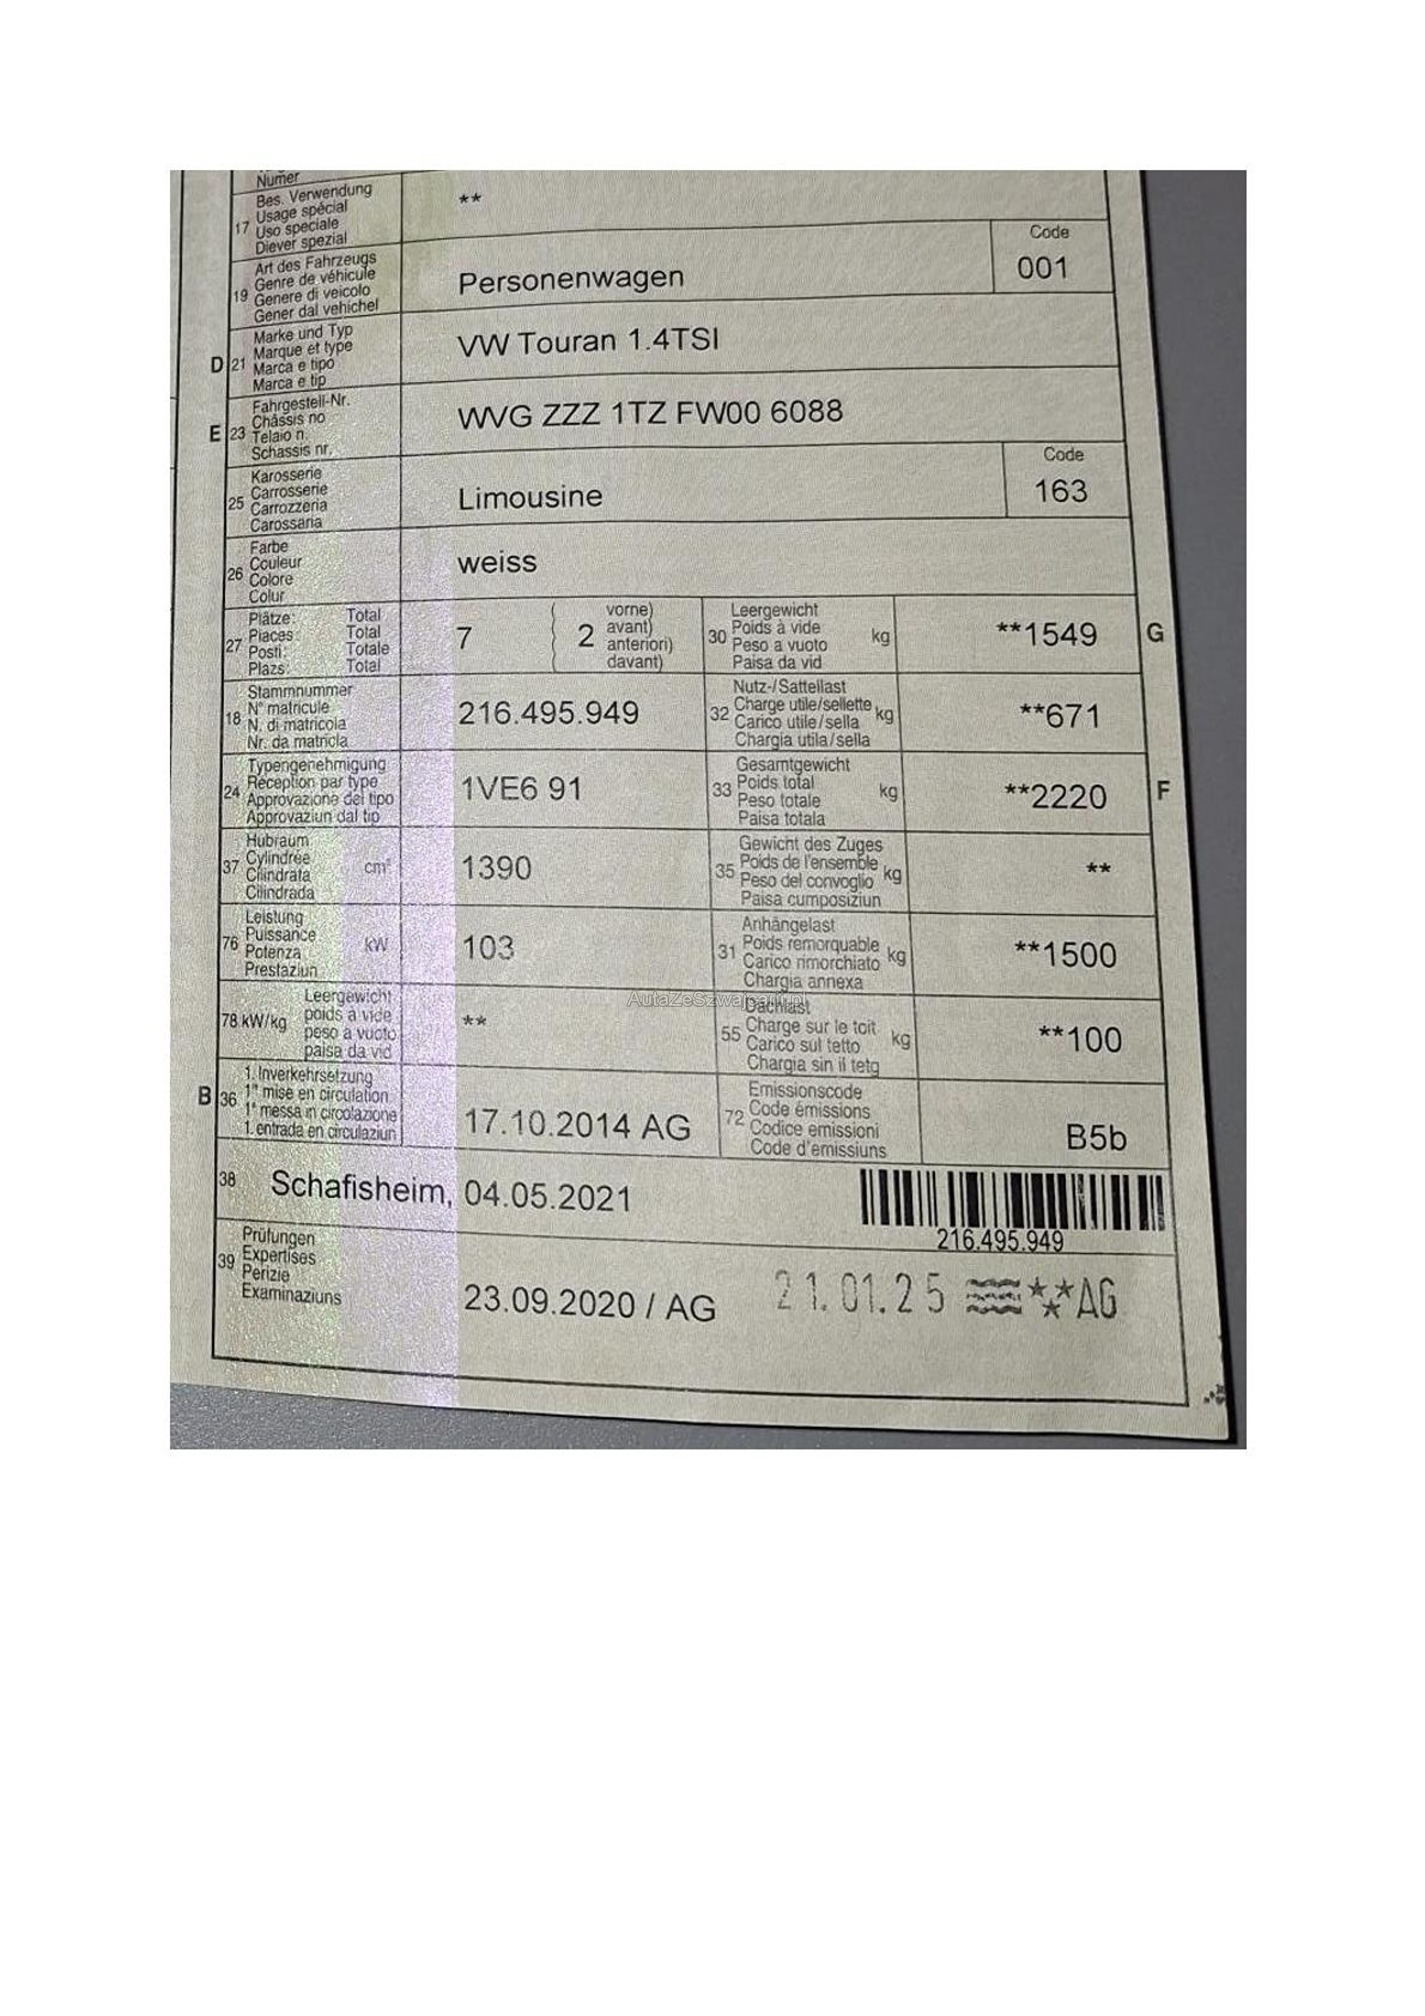 Numer
17 Bes. Verwendung
Usage spécial
Uso speciale
Diever spezial
**
19 Art des Fahrzeugs
Genre de véhicule
Genere di veicolo
Gener dal vehichel
Personenwagen
Code
001
D 21 Marke und Typ
Marque et type
Marca e tipo
Marca e tip
VW Touran 1.4TSI
E 23 Fahrgestell-Nr.
Châssis no
Telaio n.
Schassis nr.
WVG ZZZ 1TZ FW00 6088
25 Karosserie
Carrosserie
Carrozzeria
Carossaria
Limousine
Code
163
26 Farbe
Couleur
Colore
Colur
weiss
27 Plätze: Total
Places: Total
Posti: Totale
Plazs: Total
7
2
vorne)
avant)
anteriori)
davant)
30 Leergewicht
Poids à vide
Peso a vuoto
Paisa da vid
kg
**1549
G
18 Stammnummer
N° matricule
N. di matricola
Nr. da matricla
216.495.949
32 Nutz-/Sattellast
Charge utile/sellette
Carico utile/sella
Chargia utila/sella
kg
**671
24 Typengenehmigung
Réception par type
Approvazione del tipo
Approvaziun dal tip
1VE6 91
33 Gesamtgewicht
Poids total
Peso totale
Paisa totala
kg
**2220
F
37 Hubraum
Cylindrée
Cilindrata
Cilindrada
cm³
1390
35 Gewicht des Zuges
Poids de l'ensemble
Peso del convoglio
Paisa cumposiziun
kg
**
76 Leistung
Puissance
Potenza
Prestaziun
kW
103
31 Anhängelast
Poids remorquable
Carico rimorchiato
Chargia annexa
kg
**1500
78 kW/kg
Leergewicht
poids à vide
peso a vuoto
paisa da vid
**
AutaZeSzwajcarii.pl
55 Dachlast
Charge sur le toit
Carico sul tetto
Chargia sin il tetg
kg
**100
B 36 1. Inverkehrsetzung
1re mise en circulation
1a messa in circolazione
1. entrada en circulaziun
17.10.2014 AG
72 Emissionscode
Code émissions
Codice emissioni
Code d'emissiuns
B5b
38 Schafisheim, 04.05.2021
216.495.949
39 Prüfungen
Expertises
Perizie
Examinaziuns
23.09.2020 / AG
21.01.25 AG